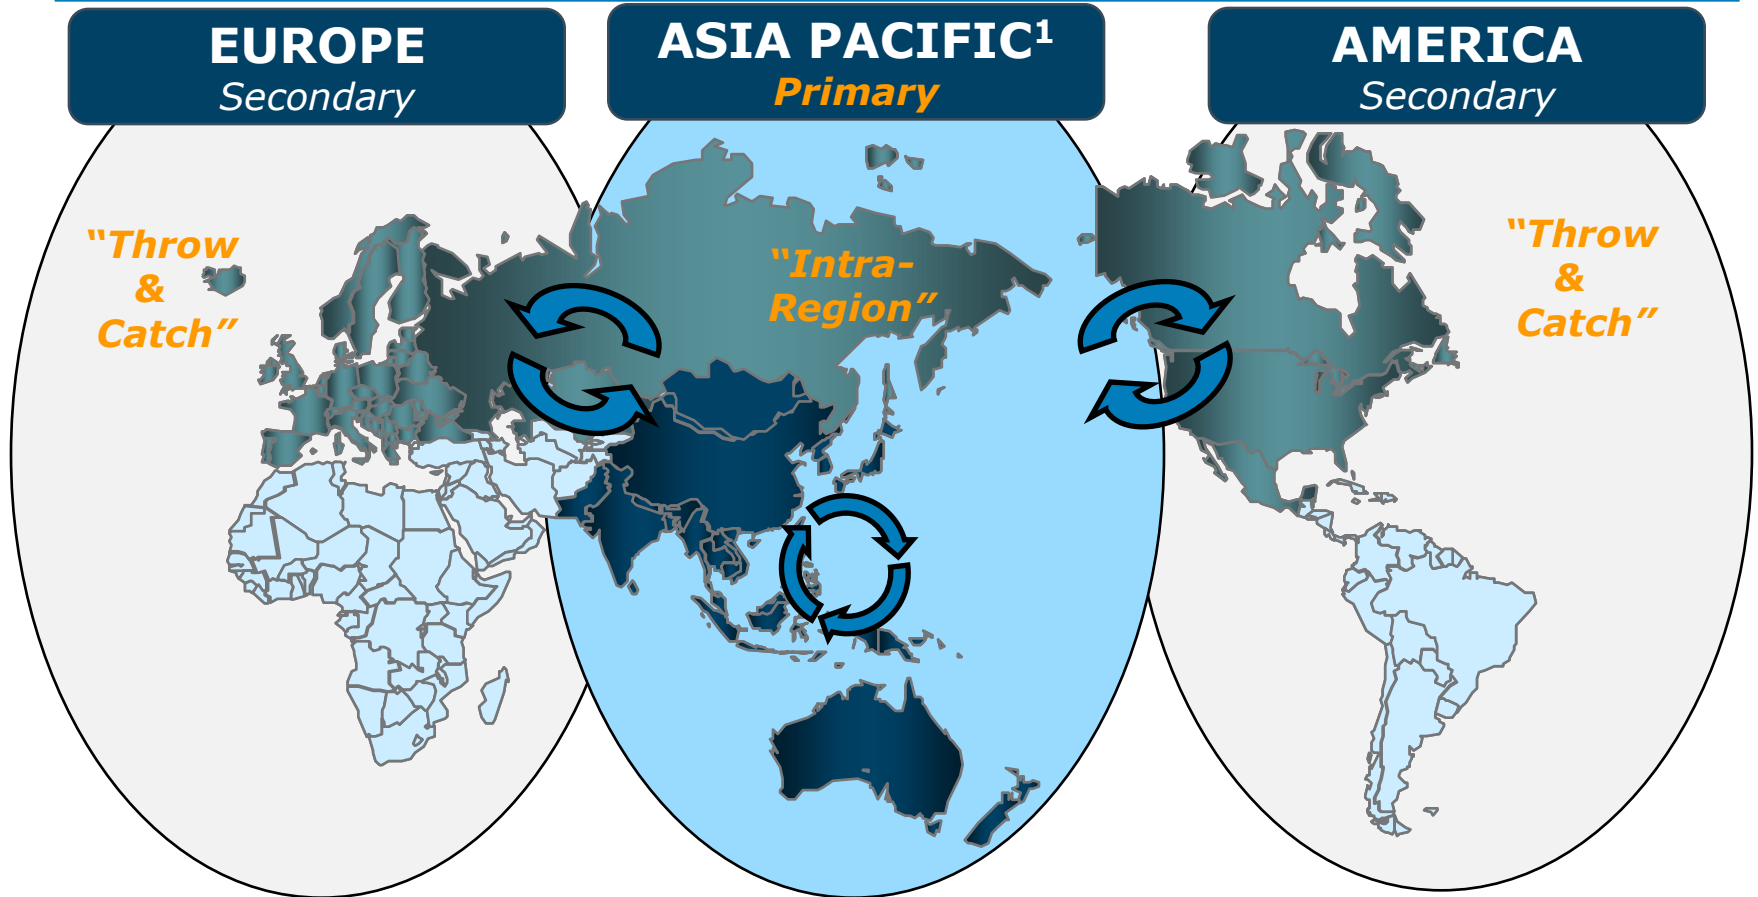 EUROPE
Secondary
ASIA PACIFIC¹
Primary
AMERICA
Secondary
“Throw
&
Catch”
“Intra-
Region”
“Throw
&
Catch”